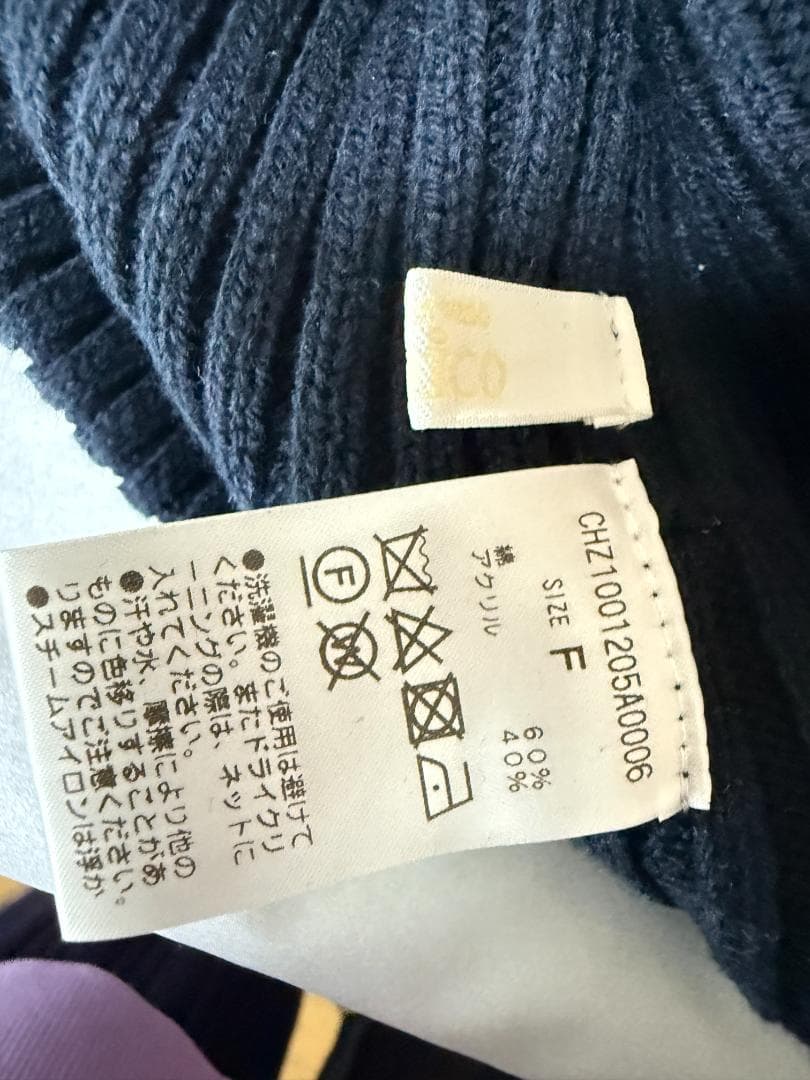 CHZ1001205A0006
SIZE F
綿 60%
アクリル 40%
F
W
●洗濯機のご使用は避けて
ください。またドライクリ
ーニングの際は、ネットに
入れてください。
●汗や水、摩擦により他の
ものに色移りすることがあ
りますのでご注意ください。
●スチームアイロンは浮か